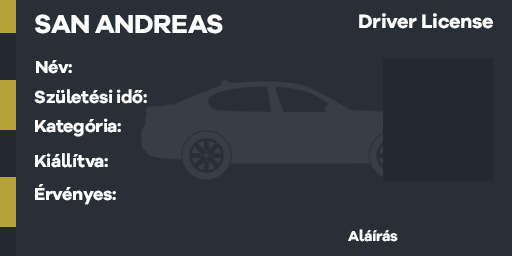 SAN ANDREAS
Driver License
Név:
Születési idő:
Kategória:
Kiállítva:
Érvényes:
Aláírás